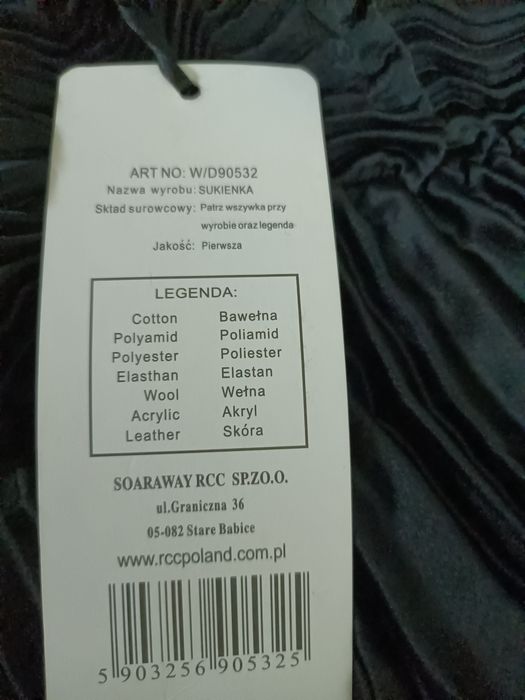 ART NO: W/D90532
Nazwa wyrobu: SUKIENKA
Skład surowcowy: Patrz wszywka przy
wyrobie oraz legenda
Jakość: Pierwsza
LEGENDA:
Cotton Bawełna
Polyamid Poliamid
Polyester Poliester
Elasthan Elastan
Wool Wełna
Acrylic Akryl
Leather Skóra
SOARAWAY RCC SP.ZO.O.
ul.Graniczna 36
05-082 Stare Babice
www.rccpoland.com.pl
5 903256 905325